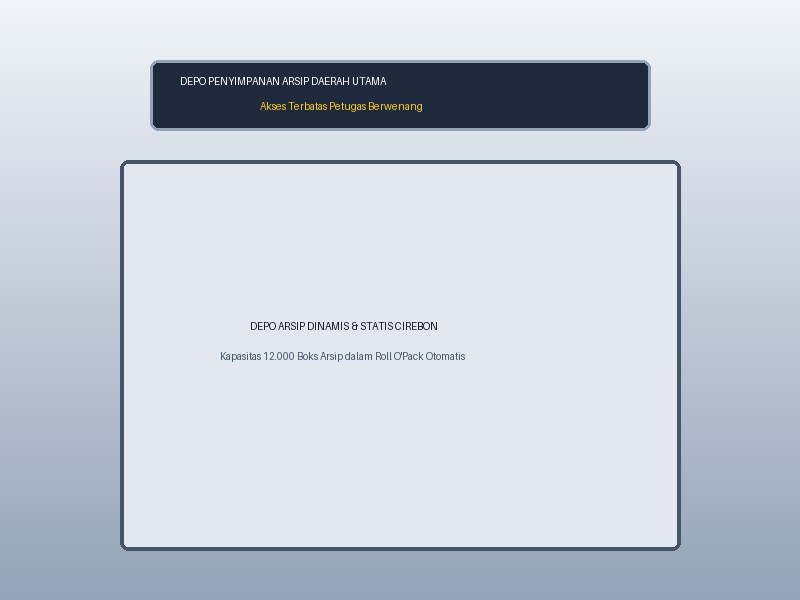 DEPO PENYIMPANAN ARSIP DAERAH UTAMA
Akses Terbatas Petugas Berwenang
DEPO ARSIP DINAMIS & STATIS CIREBON
Kapasitas 12.000 Boks Arsip dalam Roll O'Pack Otomatis